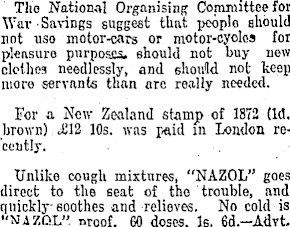 The National Organising Committee for
War Savings suggest that people should
not use motor-cars or motor-cycles for
pleasure purposes, should not buy new
clothes needlessly, and should not keep
more servants than are really needed.
For a New Zealand stamp of 1872 (1d.
brown) £12 10s. was paid in London re-
cently.
Unlike cough mixtures, "NAZOL" goes
direct to the seat of the trouble, and
quickly soothes and relieves. No cold is
"NAZOL" proof. 60 doses, 1s. 6d.—Advt.